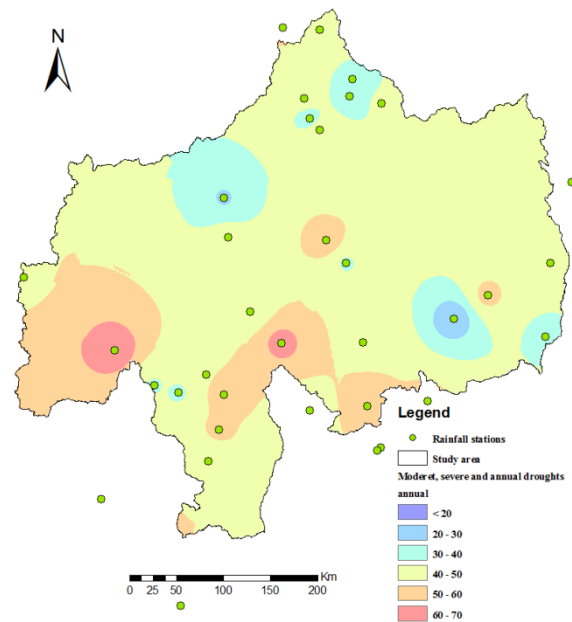 N
Legend
Rainfall stations
Study area
Moderet, severe and annual droughts
annual
< 20
20 - 30
30 - 40
40 - 50
50 - 60
60 - 70
Km
0 25 50 100 150 200